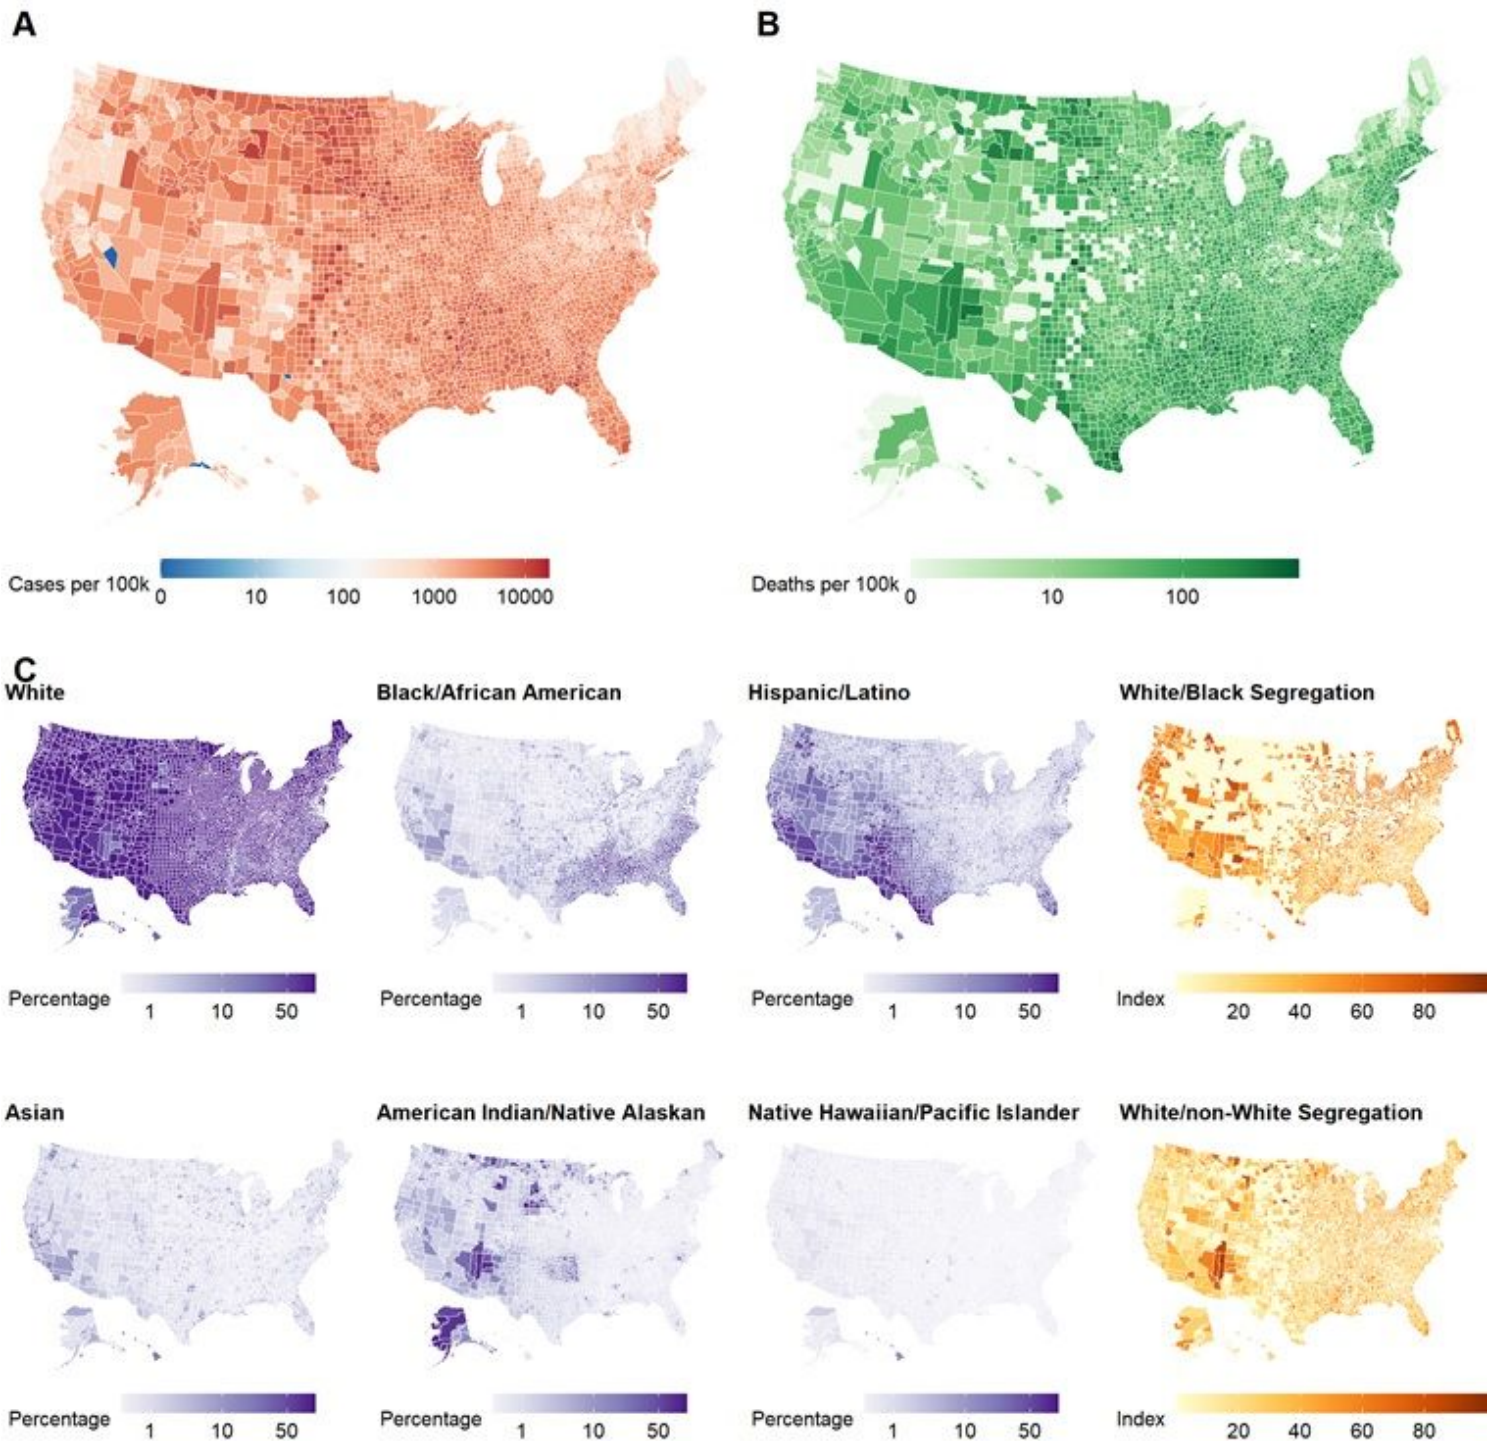 A
B
Cases per 100k 0 10 100 1000 10000
Deaths per 100k 0 10 100
C
White
Black/African American
Hispanic/Latino
White/Black Segregation
Percentage 1 10 50
Percentage 1 10 50
Percentage 1 10 50
Index 20 40 60 80
Asian
American Indian/Native Alaskan
Native Hawaiian/Pacific Islander
White/non-White Segregation
Percentage 1 10 50
Percentage 1 10 50
Percentage 1 10 50
Index 20 40 60 80